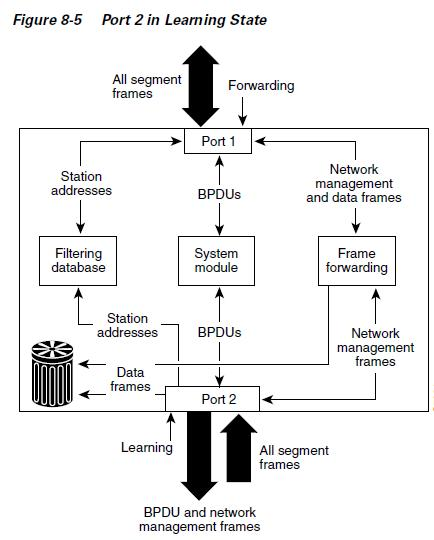 Figure 8-5 Port 2 in Learning State
All segment
frames
Forwarding
Port 1
Station
addresses
BPDUs
Network
management
and data frames
Filtering
database
System
module
Frame
forwarding
Station
addresses
BPDUs
Network
management
frames
Data
frames
Port 2
Learning
All segment
frames
BPDU and network
management frames